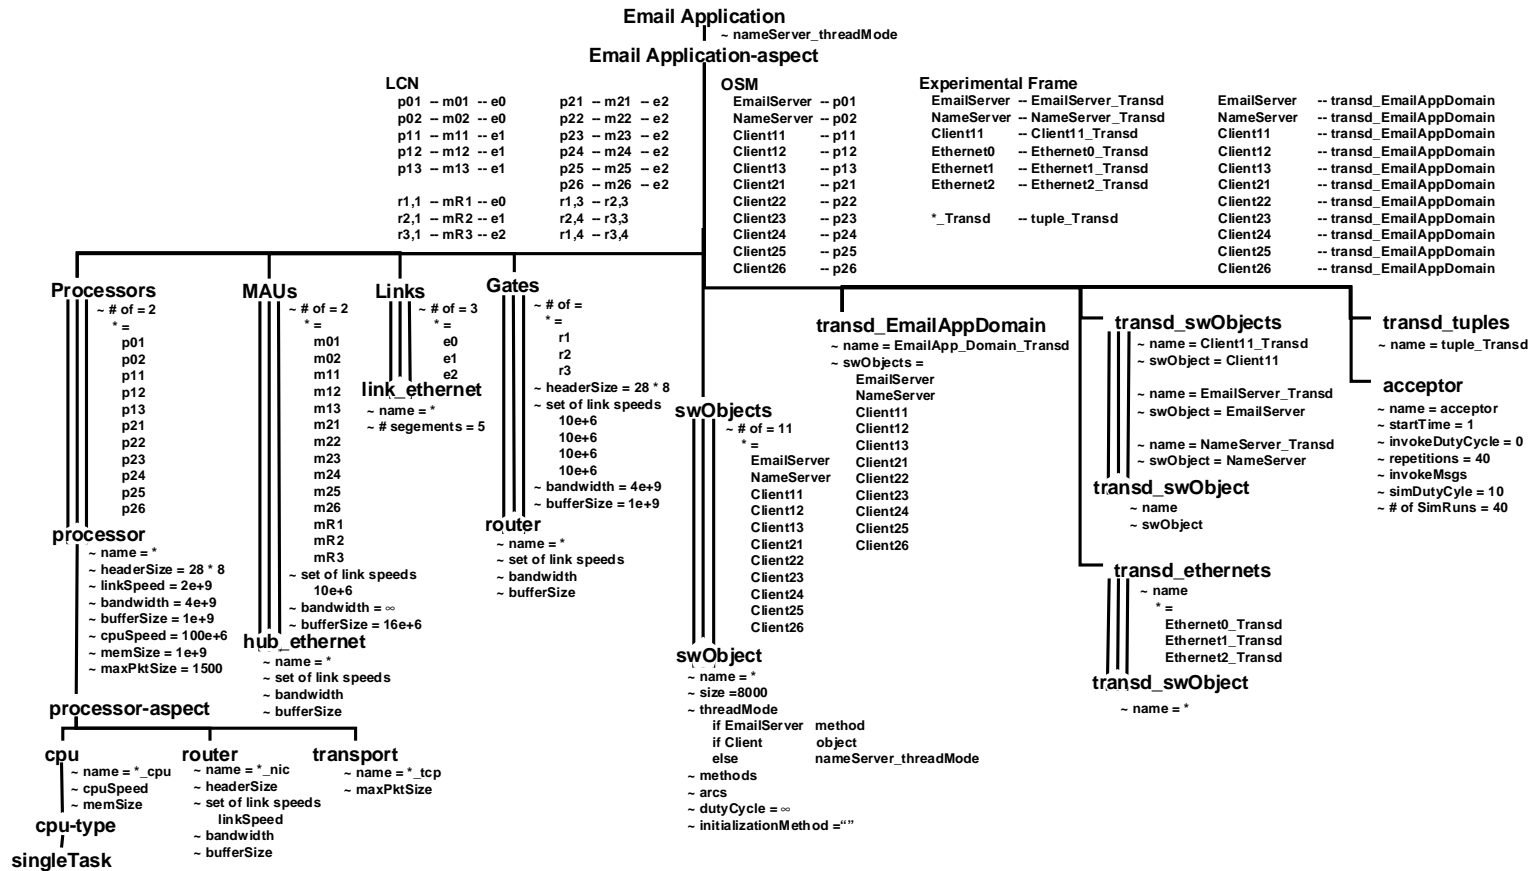 Email Application
~ nameServer_threadMode
Email Application-aspect
LCN
p01 -- m01 -- e0
p02 -- m02 -- e0
p11 -- m11 -- e1
p12 -- m12 -- e1
p13 -- m13 -- e1
r1,1 -- mR1 -- e0
r2,1 -- mR2 -- e1
r3,1 -- mR3 -- e2
p21 -- m21 -- e2
p22 -- m22 -- e2
p23 -- m23 -- e2
p24 -- m24 -- e2
p25 -- m25 -- e2
p26 -- m26 -- e2
r1,3 -- r2,3
r2,4 -- r3,3
r1,4 -- r3,4
OSM
EmailServer -- p01
NameServer -- p02
Client11 -- p11
Client12 -- p12
Client13 -- p13
Client21 -- p21
Client22 -- p22
Client23 -- p23
Client24 -- p24
Client25 -- p25
Client26 -- p26
Experimental Frame
EmailServer -- EmailServer_Transd
NameServer -- NameServer_Transd
Client11 -- Client11_Transd
Ethernet0 -- Ethernet0_Transd
Ethernet1 -- Ethernet1_Transd
Ethernet2 -- Ethernet2_Transd
*_Transd -- tuple_Transd
EmailServer -- transd_EmailAppDomain
NameServer -- transd_EmailAppDomain
Client11 -- transd_EmailAppDomain
Client12 -- transd_EmailAppDomain
Client13 -- transd_EmailAppDomain
Client21 -- transd_EmailAppDomain
Client22 -- transd_EmailAppDomain
Client23 -- transd_EmailAppDomain
Client24 -- transd_EmailAppDomain
Client25 -- transd_EmailAppDomain
Client26 -- transd_EmailAppDomain
Processors
~ # of = 2
* =
p01
p02
p11
p12
p13
p21
p22
p23
p24
p25
p26
processor
~ name = *
~ headerSize = 28 * 8
~ linkSpeed = 2e+9
~ bandwidth = 4e+9
~ bufferSize = 1e+9
~ cpuSpeed = 100e+6
~ memSize = 1e+9
~ maxPktSize = 1500
processor-aspect
cpu
~ name = *_cpu
~ cpuSpeed
~ memSize
cpu-type
singleTask
router
~ name = *_nic
~ headerSize
~ set of link speeds
linkSpeed
~ bandwidth
~ bufferSize
transport
~ name = *_tcp
~ maxPktSize
MAUs
~ # of = 2
* =
m01
m02
m11
m12
m13
m21
m22
m23
m24
m25
m26
mR1
mR2
mR3
~ set of link speeds
10e+6
~ bandwidth = ∞
~ bufferSize = 16e+6
hub_ethernet
~ name = *
~ set of link speeds
~ bandwidth
~ bufferSize
Links
~ # of = 3
* =
e0
e1
e2
link_ethernet
~ name = *
~ # segements = 5
Gates
~ # of =
* =
r1
r2
r3
~ headerSize = 28 * 8
~ set of link speeds
10e+6
10e+6
10e+6
10e+6
~ bandwidth = 4e+9
~ bufferSize = 1e+9
router
~ name = *
~ set of link speeds
~ bandwidth
~ bufferSize
swObjects
~ # of = 11
* =
EmailServer
NameServer
Client11
Client12
Client13
Client21
Client22
Client23
Client24
Client25
Client26
swObject
~ name = *
~ size =8000
~ threadMode
if EmailServer method
if Client object
else nameServer_threadMode
~ methods
~ arcs
~ dutyCycle = ∞
~ initializationMethod =“”
transd_EmailAppDomain
~ name = EmailApp_Domain_Transd
~ swObjects =
EmailServer
NameServer
Client11
Client12
Client13
Client21
Client22
Client23
Client24
Client25
Client26
transd_swObjects
~ name = Client11_Transd
~ swObject = Client11
~ name = EmailServer_Transd
~ swObject = EmailServer
~ name = NameServer_Transd
~ swObject = NameServer
transd_swObject
~ name
~ swObject
transd_ethernets
~ name
* =
Ethernet0_Transd
Ethernet1_Transd
Ethernet2_Transd
transd_swObject
~ name = *
transd_tuples
~ name = tuple_Transd
acceptor
~ name = acceptor
~ startTime = 1
~ invokeDutyCycle = 0
~ repetitions = 40
~ invokeMsgs
~ simDutyCyle = 10
~ # of SimRuns = 40